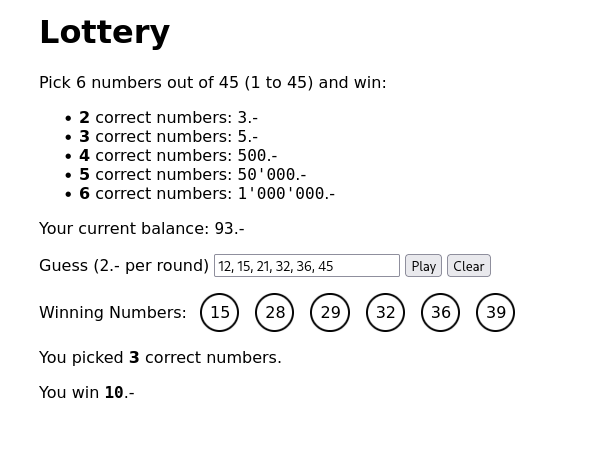 Lottery
Pick 6 numbers out of 45 (1 to 45) and win:
• 2 correct numbers: 3.-
• 3 correct numbers: 5.-
• 4 correct numbers: 500.-
• 5 correct numbers: 50'000.-
• 6 correct numbers: 1'000'000.-
Your current balance: 93.-
Guess (2.- per round) 12, 15, 21, 32, 36, 45 Play Clear
Winning Numbers: 15 28 29 32 36 39
You picked 3 correct numbers.
You win 10.-